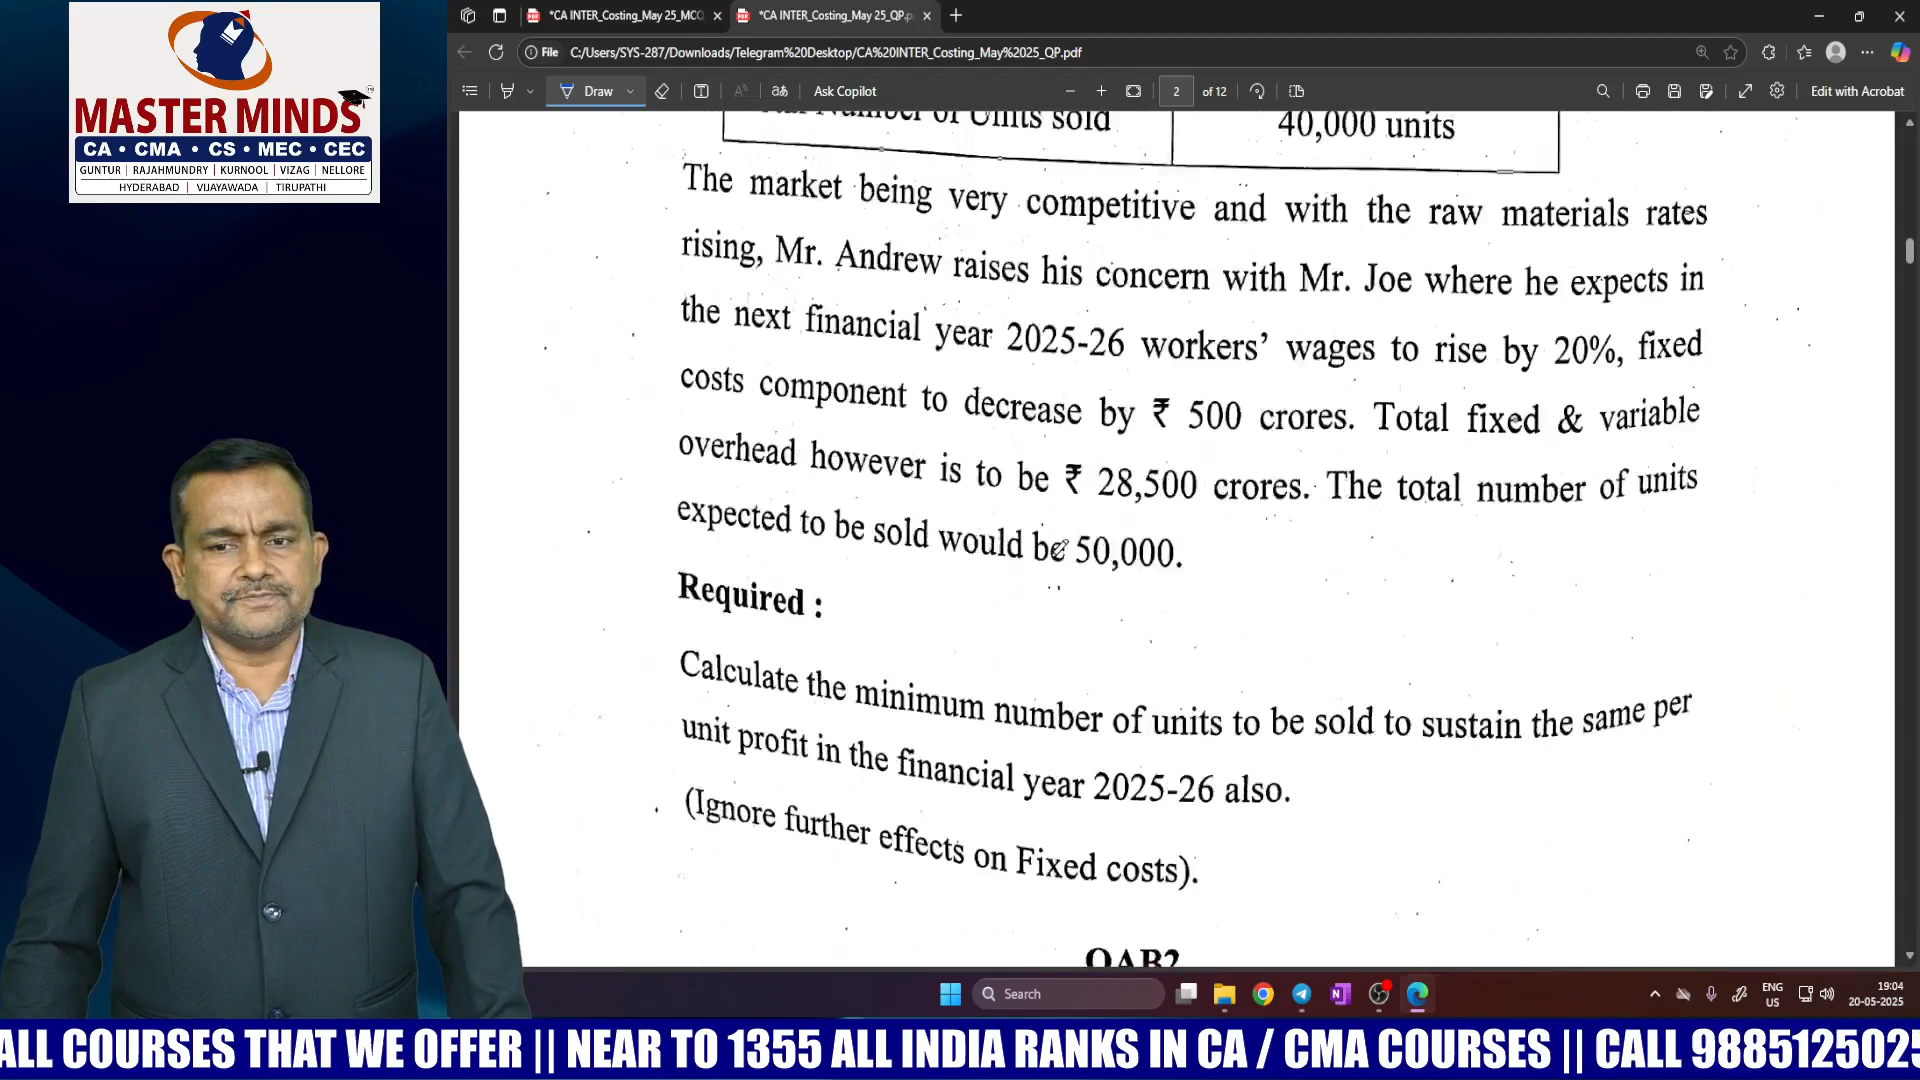 MASTER MINDS
CA • CMA • CS • MEC • CEC
GUNTUR | RAJAHMUNDRY | KURNOOL | VIZAG | NELLORE
HYDERABAD | VIJAYAWADA | TIRUPATHI
*CA INTER_Costing_May 25_MCQ
*CA INTER_Costing_May 25_QP.p
File C:/Users/SYS-287/Downloads/Telegram%20Desktop/CA%20INTER_Costing_May%2025_QP.pdf
Draw
Ask Copilot
2 of 12
Edit with Acrobat
Number of Units sold
40,000 units
The market being very competitive and with the raw materials rates
rising, Mr. Andrew raises his concern with Mr. Joe where he expects in
the next financial year 2025-26 workers’ wages to rise by 20%, fixed
costs component to decrease by ₹ 500 crores. Total fixed & variable
overhead however is to be ₹ 28,500 crores. The total number of units
expected to be sold would be 50,000.
Required :
Calculate the minimum number of units to be sold to sustain the same per
unit profit in the financial year 2025-26 also.
(Ignore further effects on Fixed costs).
Search
ENG
US
19:04
20-05-2025
ALL COURSES THAT WE OFFER || NEAR TO 1355 ALL INDIA RANKS IN CA / CMA COURSES || CALL 9885125025